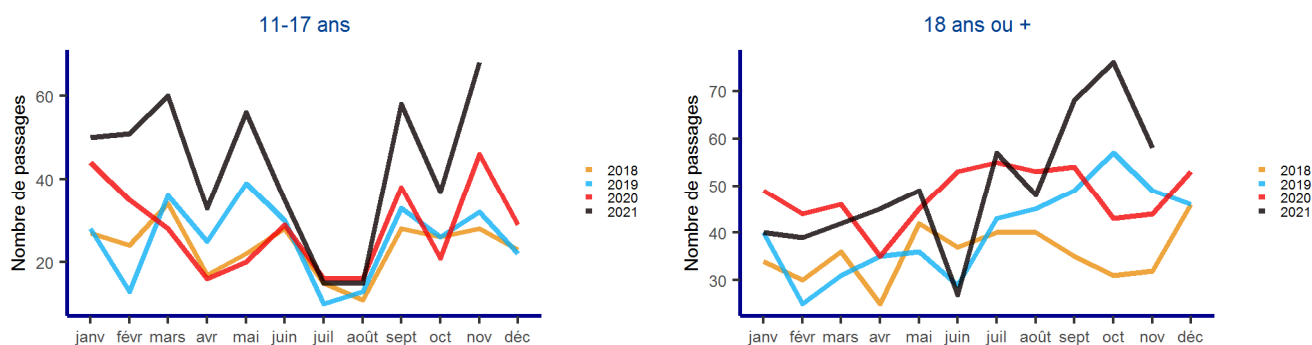 11-17 ans
Nombre de passages
60
40
20
janv févr mars avr mai juin juil août sept oct nov déc
2018
2019
2020
2021
18 ans ou +
Nombre de passages
70
60
50
40
30
janv févr mars avr mai juin juil août sept oct nov déc
2018
2019
2020
2021